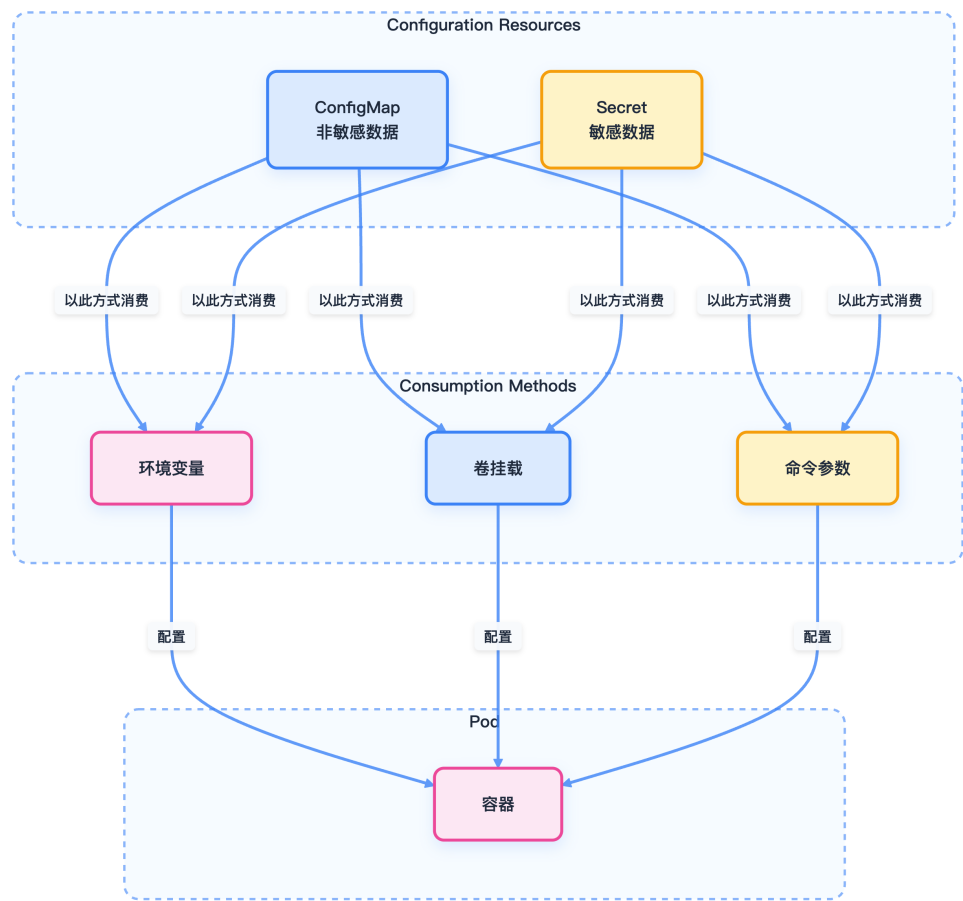 Configuration Resources
ConfigMap
非敏感数据
Secret
敏感数据
以此方式消费
以此方式消费
以此方式消费
以此方式消费
以此方式消费
以此方式消费
Consumption Methods
环境变量
卷挂载
命令参数
配置
配置
配置
Pod
容器